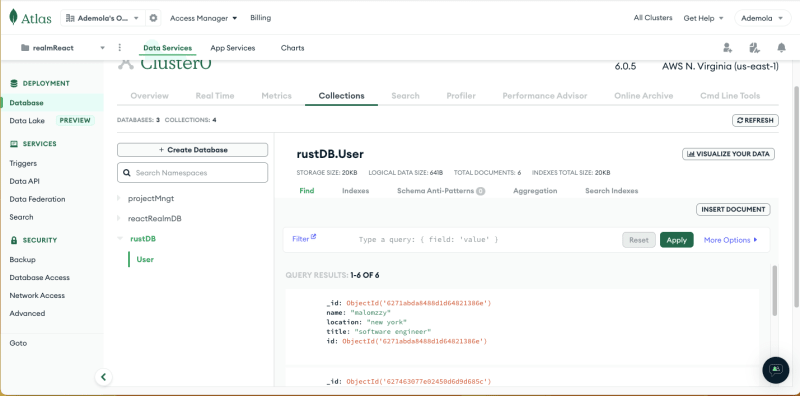 Atlas
Ademola's O...
Access Manager
Billing
All Clusters
Get Help
Ademola
realmReact
Data Services
App Services
Charts
DEPLOYMENT
Database
Data Lake
PREVIEW
SERVICES
Triggers
Data API
Data Federation
Search
SECURITY
Backup
Database Access
Network Access
Advanced
Goto
Cluster0
6.0.5
AWS N. Virginia (us-east-1)
Overview
Real Time
Metrics
Collections
Search
Profiler
Performance Advisor
Online Archive
Cmd Line Tools
DATABASES: 3 COLLECTIONS: 4
REFRESH
+ Create Database
Search Namespaces
projectMngt
reactRealmDB
rustDB
User
rustDB.User
VISUALIZE YOUR DATA
STORAGE SIZE: 20KB LOGICAL DATA SIZE: 641B TOTAL DOCUMENTS: 6 INDEXES TOTAL SIZE: 20KB
Find
Indexes
Schema Anti-Patterns 0
Aggregation
Search Indexes
INSERT DOCUMENT
Filter
Type a query: { field: 'value' }
Reset
Apply
More Options
QUERY RESULTS: 1-6 OF 6
_id: ObjectId('6271abda8488d1d64821386e')
name: "malomzzy"
location: "new york"
title: "software engineer"
id: ObjectId('6271abda8488d1d64821386e')
_id: ObjectId('627463077e02450d6d9d685c')